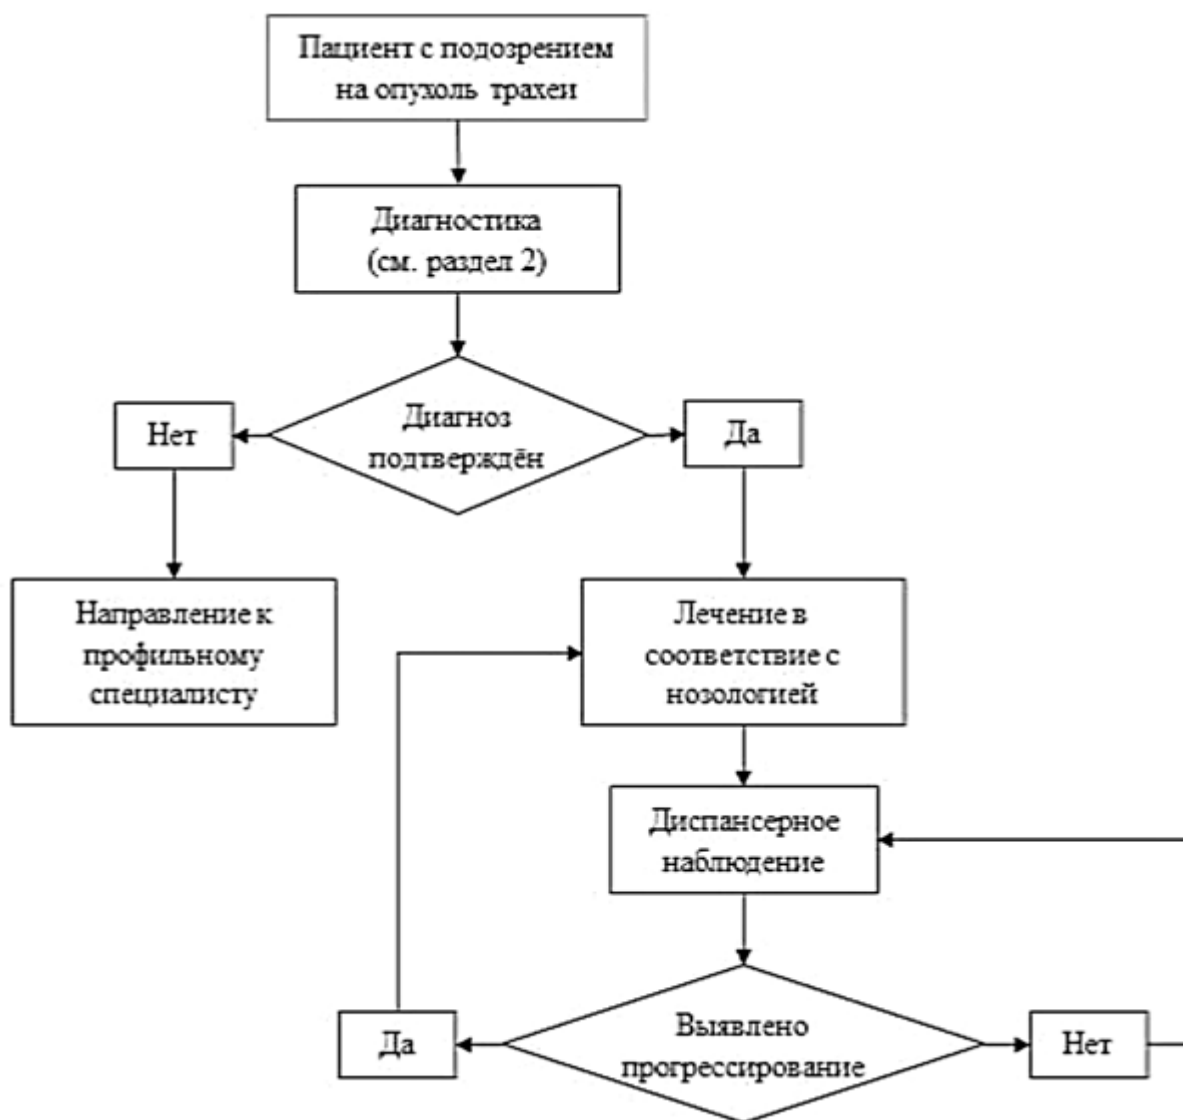 Пациент с подозрением
на опухоль трахеи
Диагностика
(см. раздел 2)
Диагноз
подтверждён
Нет
Да
Направление к
профильному
специалисту
Лечение в
соответствие с
нозологией
Диспансерное
наблюдение
Выявлено
прогрессирование
Да
Нет